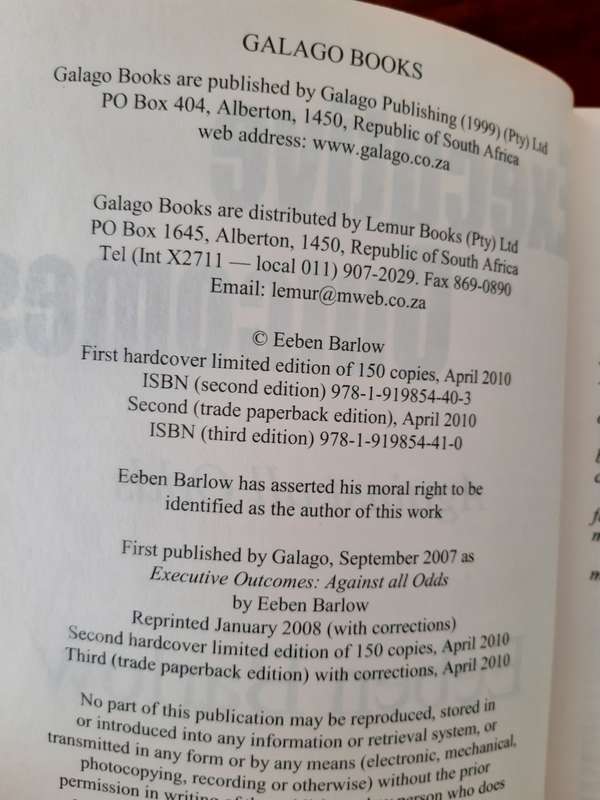 GALAGO BOOKS
Galago Books are published by Galago Publishing (1999) (Pty) Ltd
PO Box 404, Alberton, 1450, Republic of South Africa
web address: www.galago.co.za
Galago Books are distributed by Lemur Books (Pty) Ltd
PO Box 1645, Alberton, 1450, Republic of South Africa
Tel (Int X2711 — local 011) 907-2029. Fax 869-0890
Email: lemur@mweb.co.za
© Eeben Barlow
First hardcover limited edition of 150 copies, April 2010
ISBN (second edition) 978-1-919854-40-3
Second (trade paperback edition), April 2010
ISBN (third edition) 978-1-919854-41-0
Eeben Barlow has asserted his moral right to be
identified as the author of this work
First published by Galago, September 2007 as
Executive Outcomes: Against all Odds
by Eeben Barlow
Reprinted January 2008 (with corrections)
Second hardcover limited edition of 150 copies, April 2010
Third (trade paperback edition) with corrections, April 2010
No part of this publication may be reproduced, stored in
or introduced into any information or retrieval system, or
transmitted in any form or by any means (electronic, mechanical,
photocopying, recording or otherwise) without the prior
permission in writing of the person who does